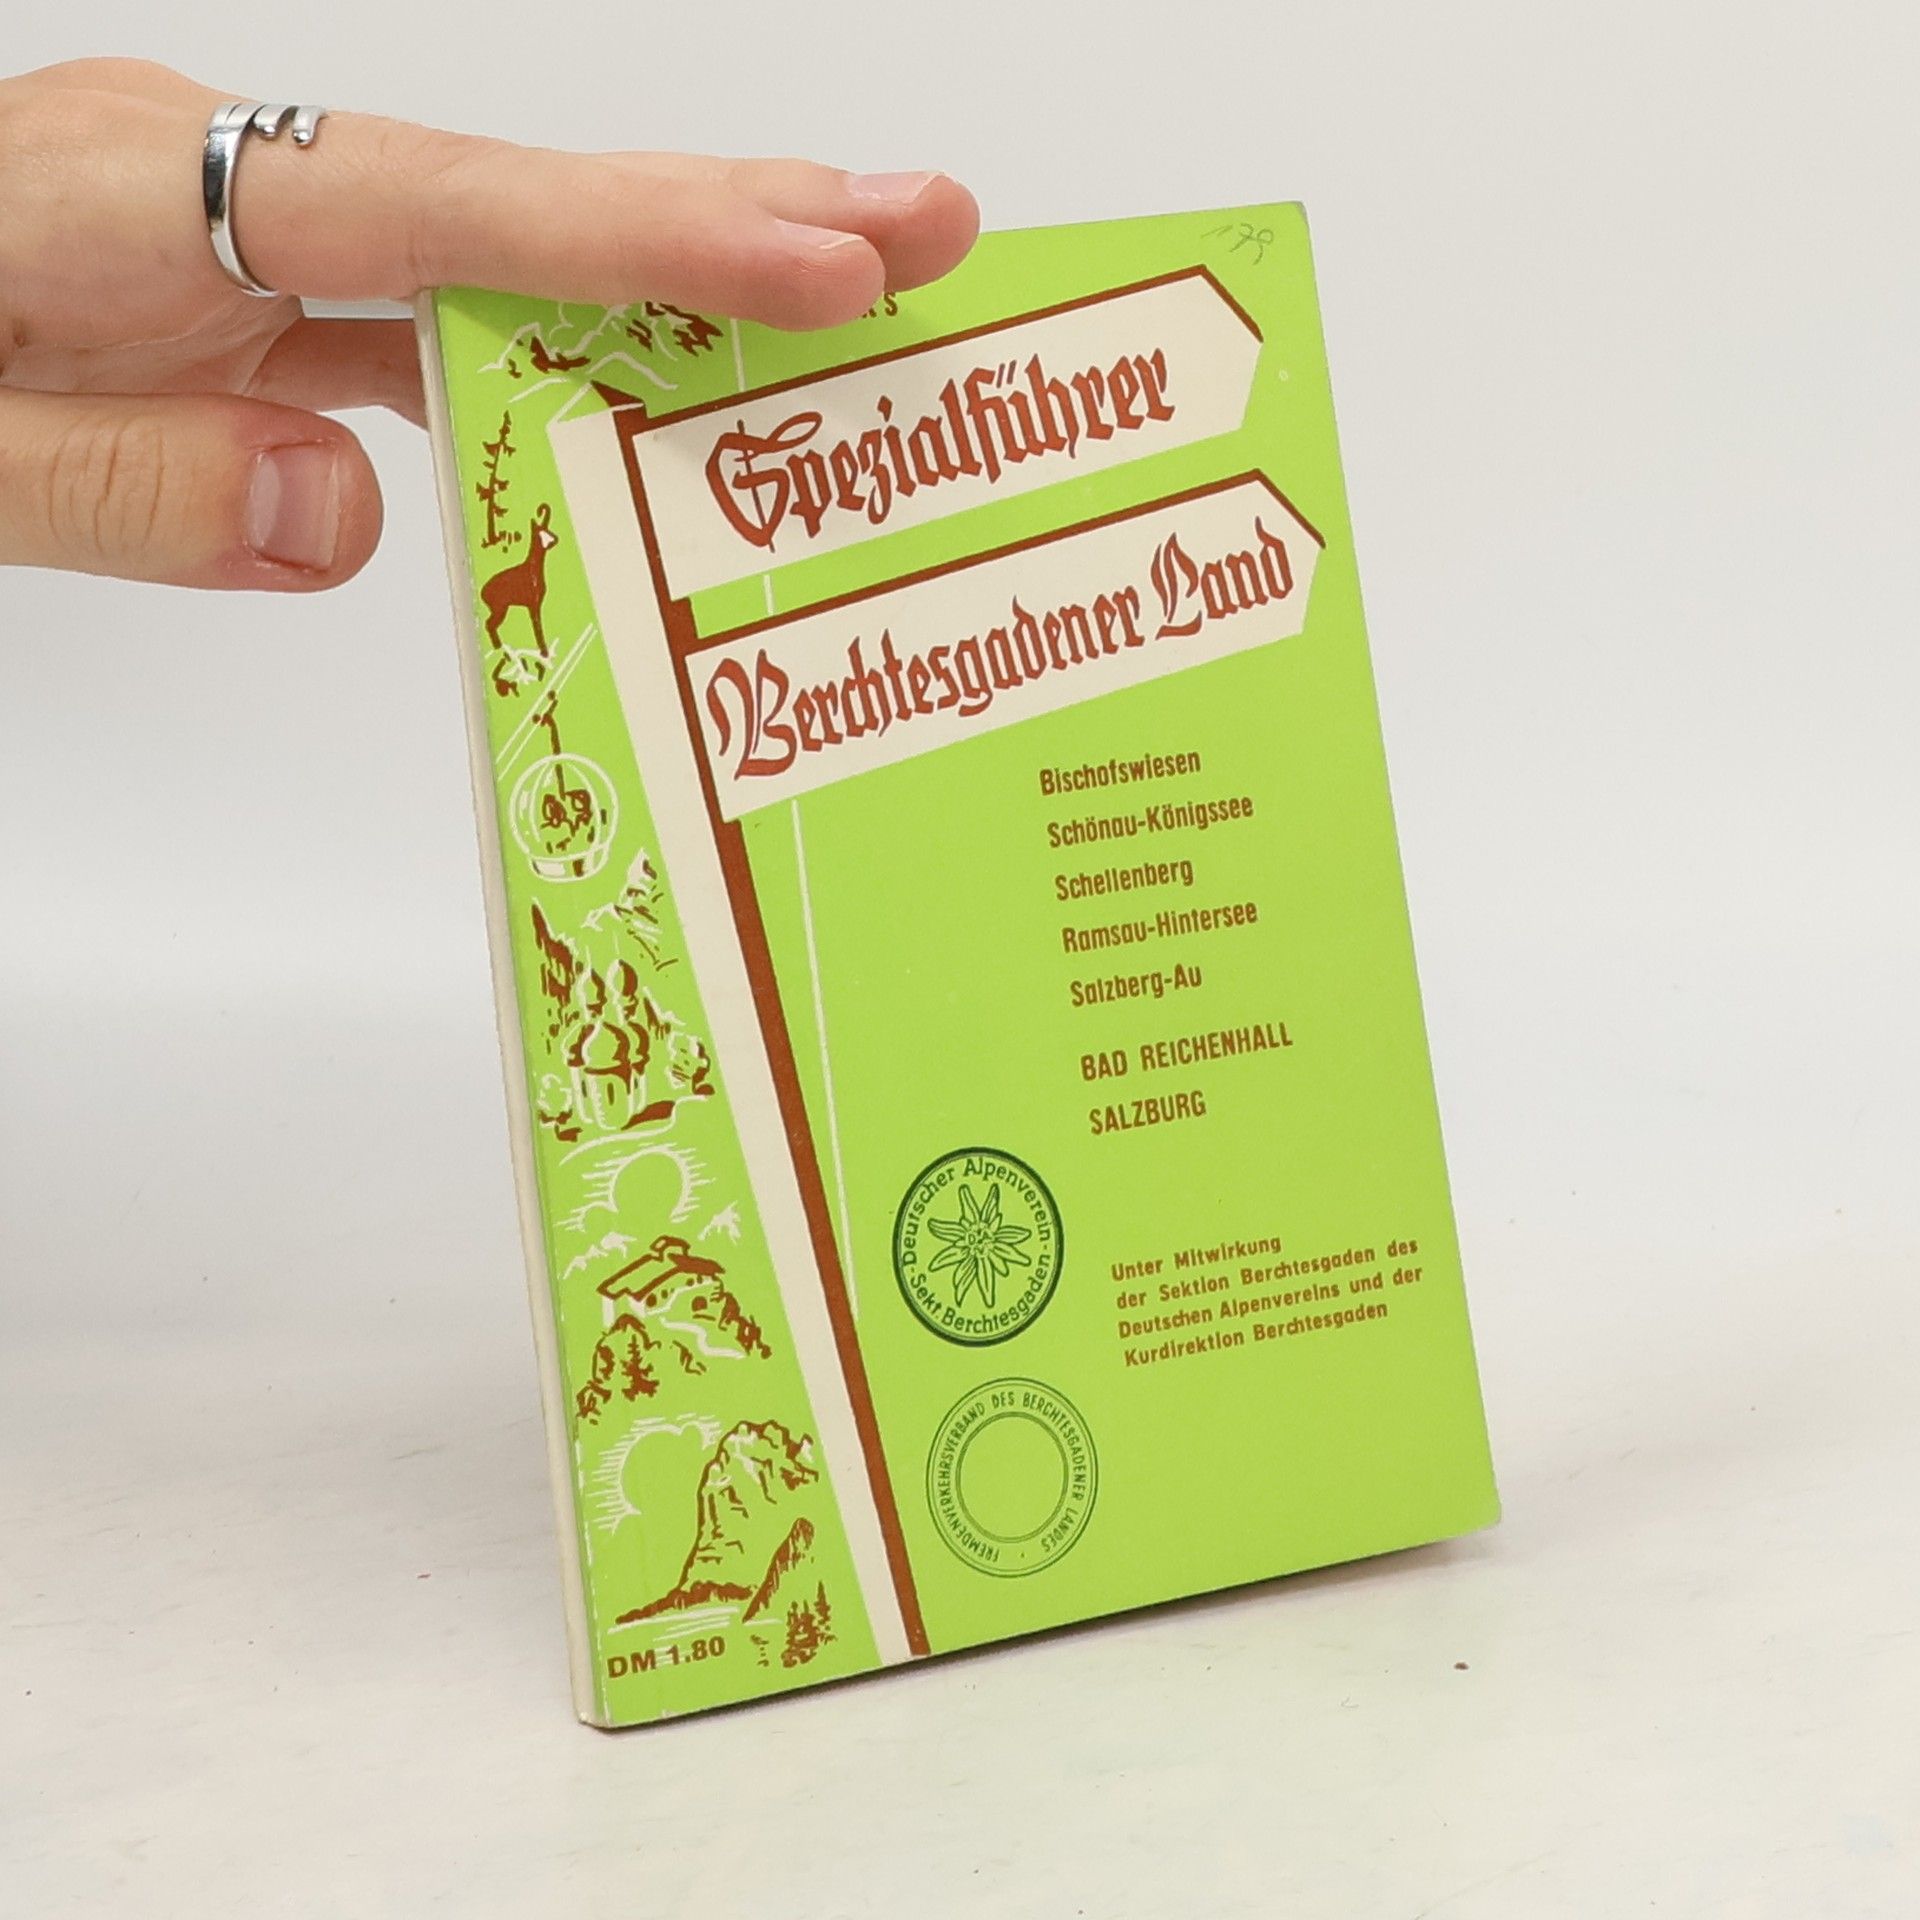 Spezialführer
Berchtesgadener Land
Bischofswiesen
Schönau-Königssee
Schellenberg
Ramsau-Hintersee
Salzberg-Au
BAD REICHENHALL
SALZBURG
Deutscher Alpenverein
-Sekt. Berchtesgaden-
DAV
Unter Mitwirkung
der Sektion Berchtesgaden des
Deutschen Alpenvereins und der
Kurdirektion Berchtesgaden
FREMDENVERKEHRSVERBAND DES BERCHTESGADENER LANDES
DM 1.80